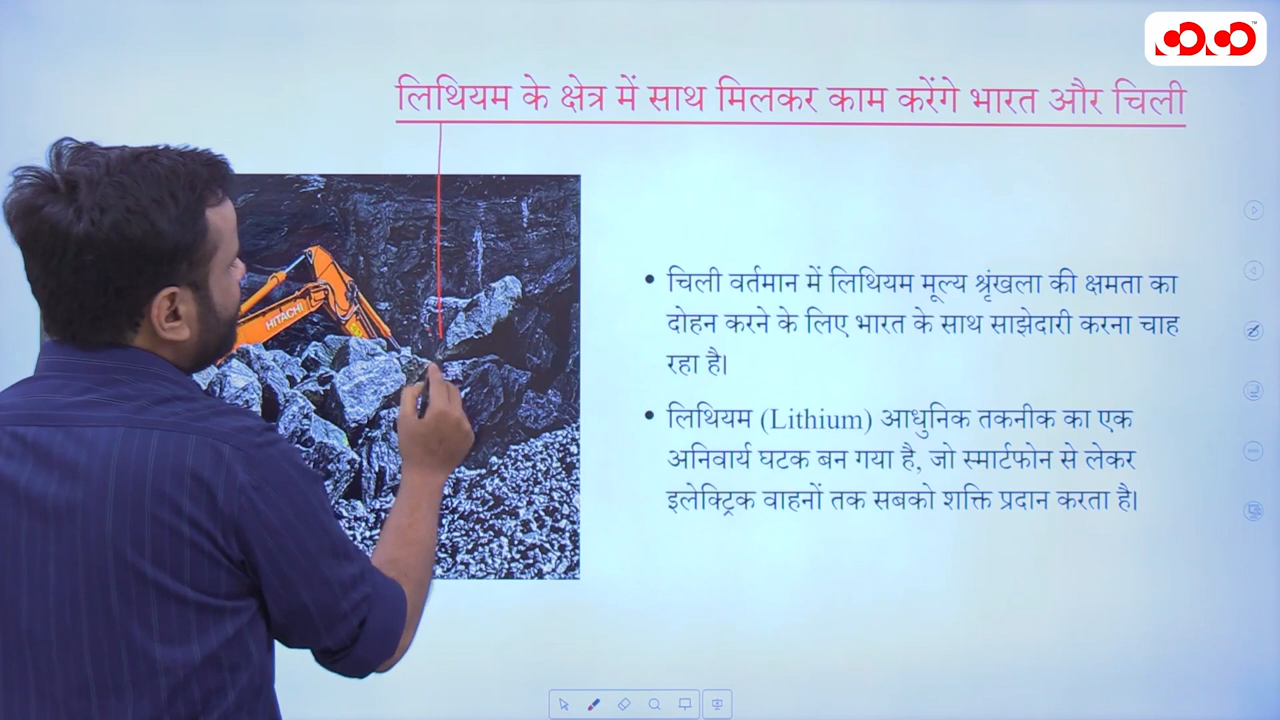 लिथियम के क्षेत्र में साथ मिलकर काम करेंगे भारत और चिली
HITACHI
• चिली वर्तमान में लिथियम मूल्य श्रृंखला की क्षमता का
दोहन करने के लिए भारत के साथ साझेदारी करना चाह
रहा है।
• लिथियम (Lithium) आधुनिक तकनीक का एक
अनिवार्य घटक बन गया है, जो स्मार्टफोन से लेकर
इलेक्ट्रिक वाहनों तक सबको शक्ति प्रदान करता है।